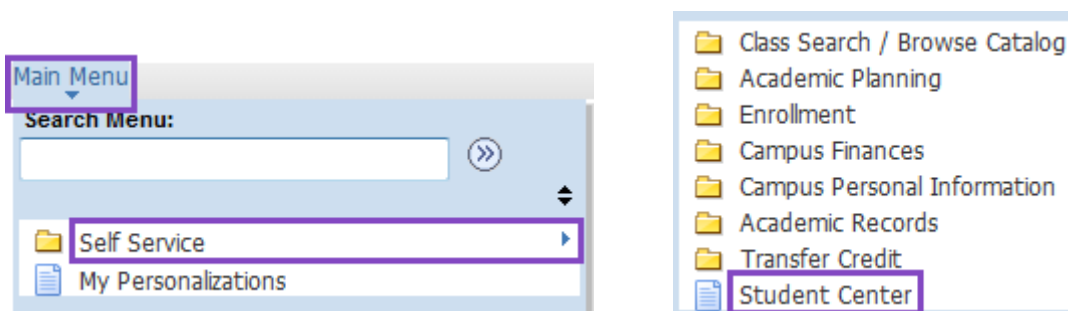 Main Menu
Search Menu:
Self Service
My Personalizations
Class Search / Browse Catalog
Academic Planning
Enrollment
Campus Finances
Campus Personal Information
Academic Records
Transfer Credit
Student Center